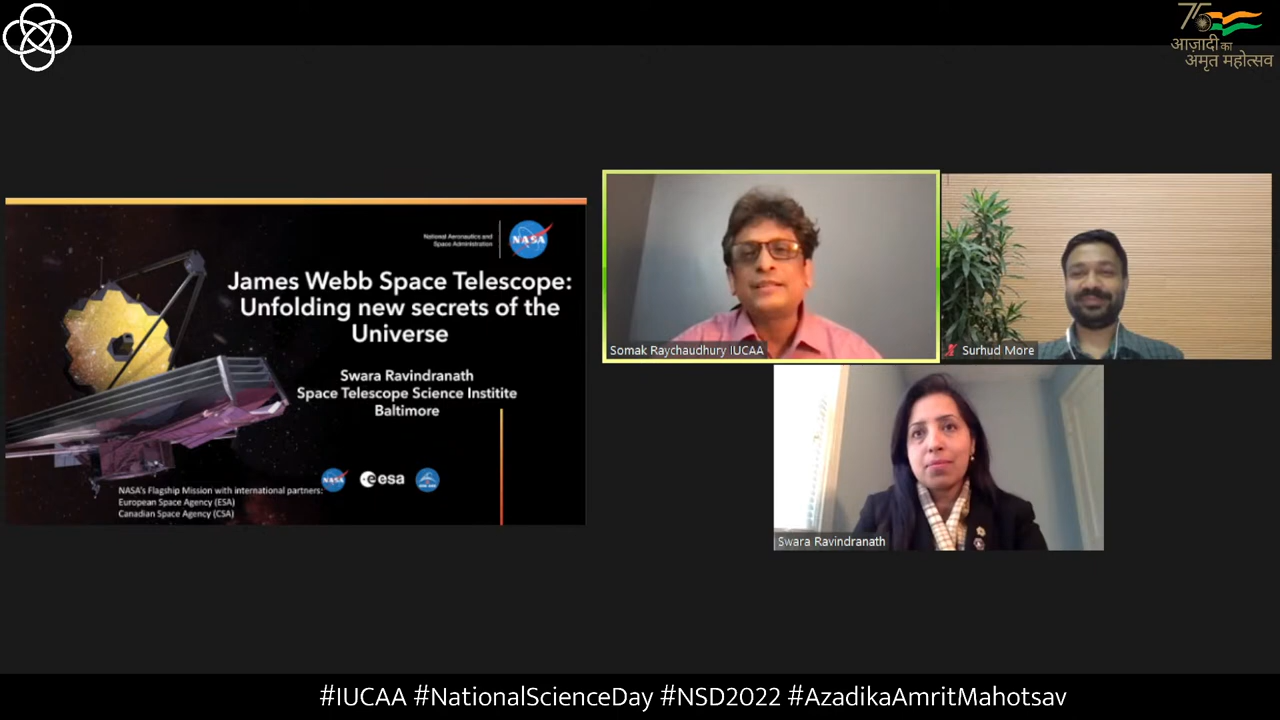 75
आज़ादी का
अमृत महोत्सव
National Aeronautics and
Space Administration
NASA
James Webb Space Telescope:
Unfolding new secrets of the
Universe
Swara Ravindranath
Space Telescope Science Institite
Baltimore
NASA's Flagship Mission with international partners:
European Space Agency (ESA)
Canadian Space Agency (CSA)
NASA
esa
Somak Raychaudhury IUCAA
Surhud More
Swara Ravindranath
#IUCAA #NationalScienceDay #NSD2022 #AzadikaAmritMahotsav